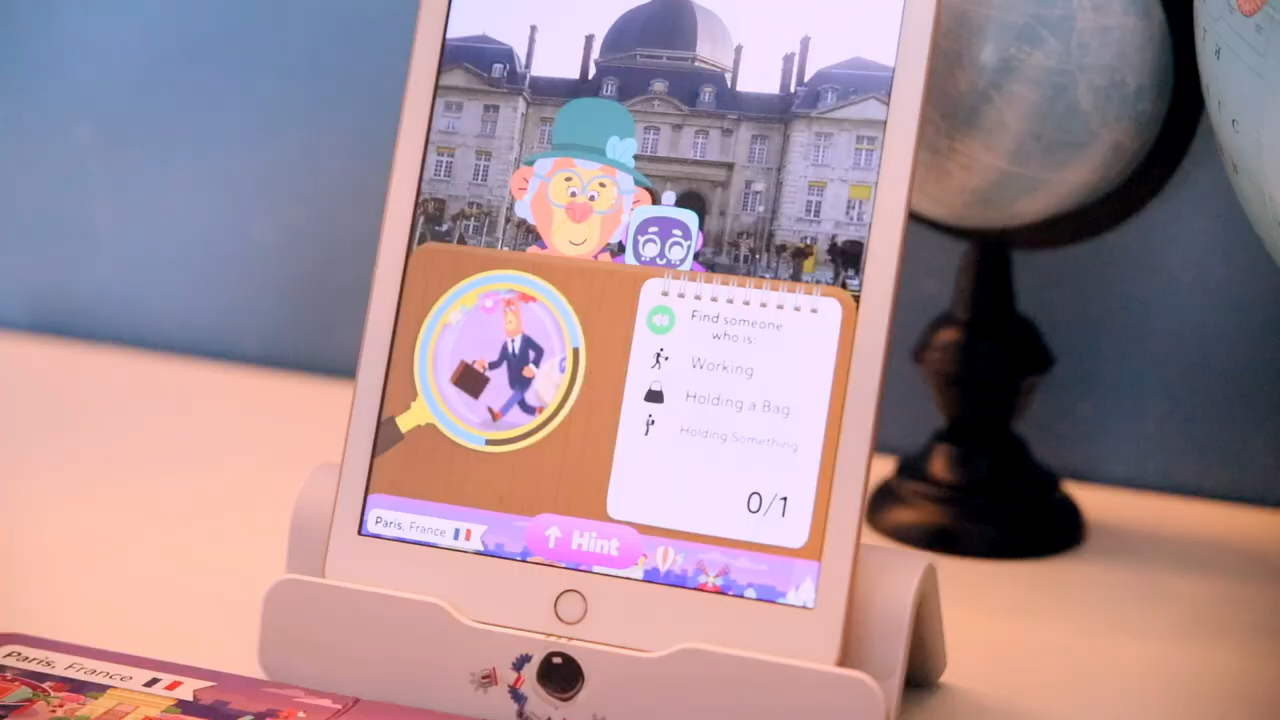 Find someone
who is:
Working
Holding a Bag
Holding Something
0/1
Paris, France
Hint
Paris, France